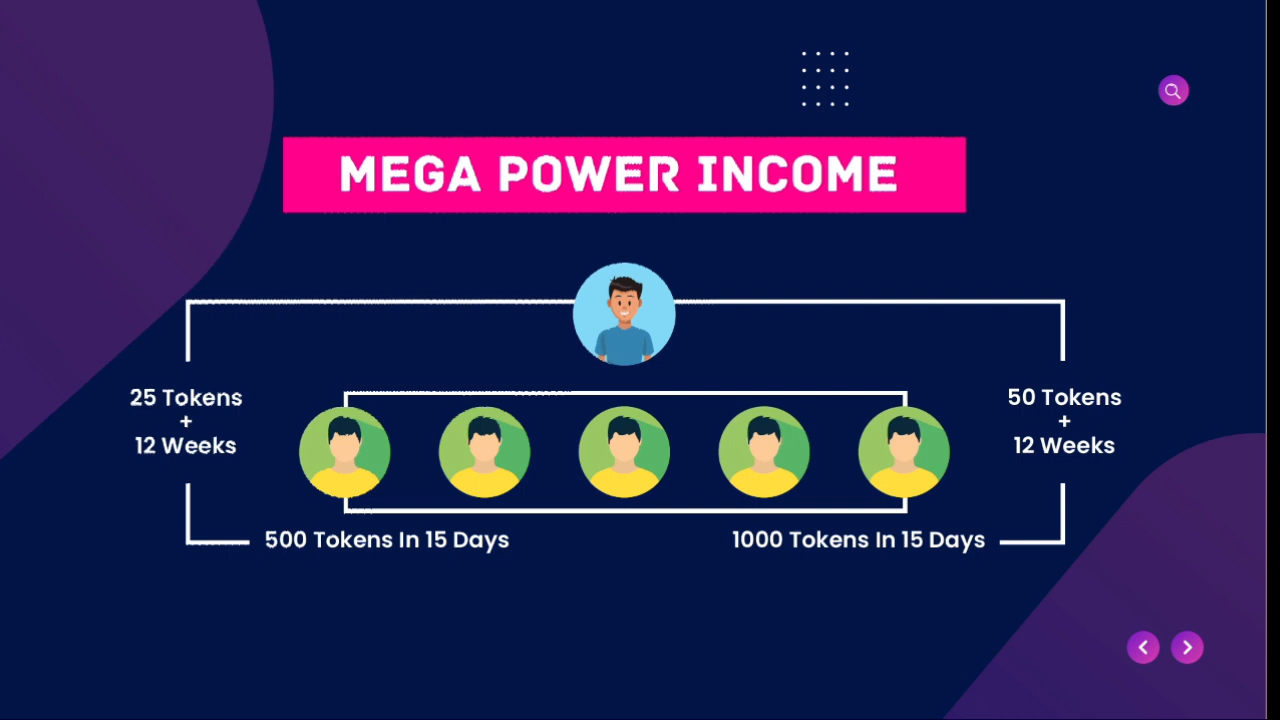 MEGA POWER INCOME
25 Tokens
+
12 Weeks
50 Tokens
+
12 Weeks
500 Tokens In 15 Days
1000 Tokens In 15 Days